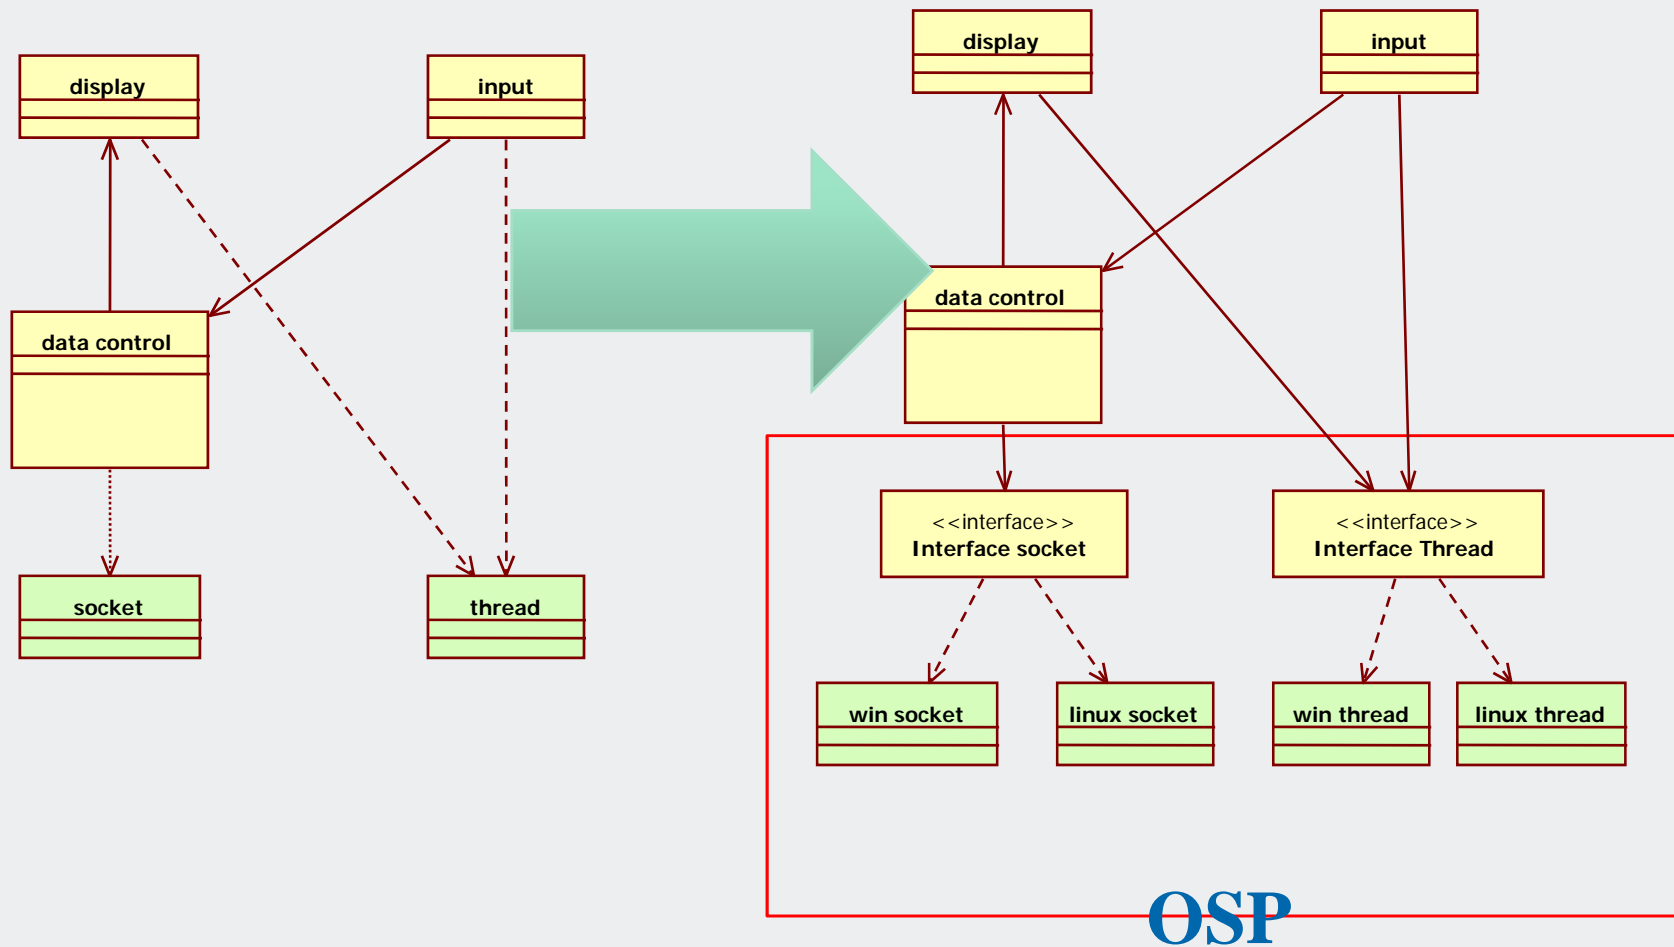 display
input
data control
socket
thread
display
input
data control
<<interface>>
Interface socket
<<interface>>
Interface Thread
win socket
linux socket
win thread
linux thread
OSP